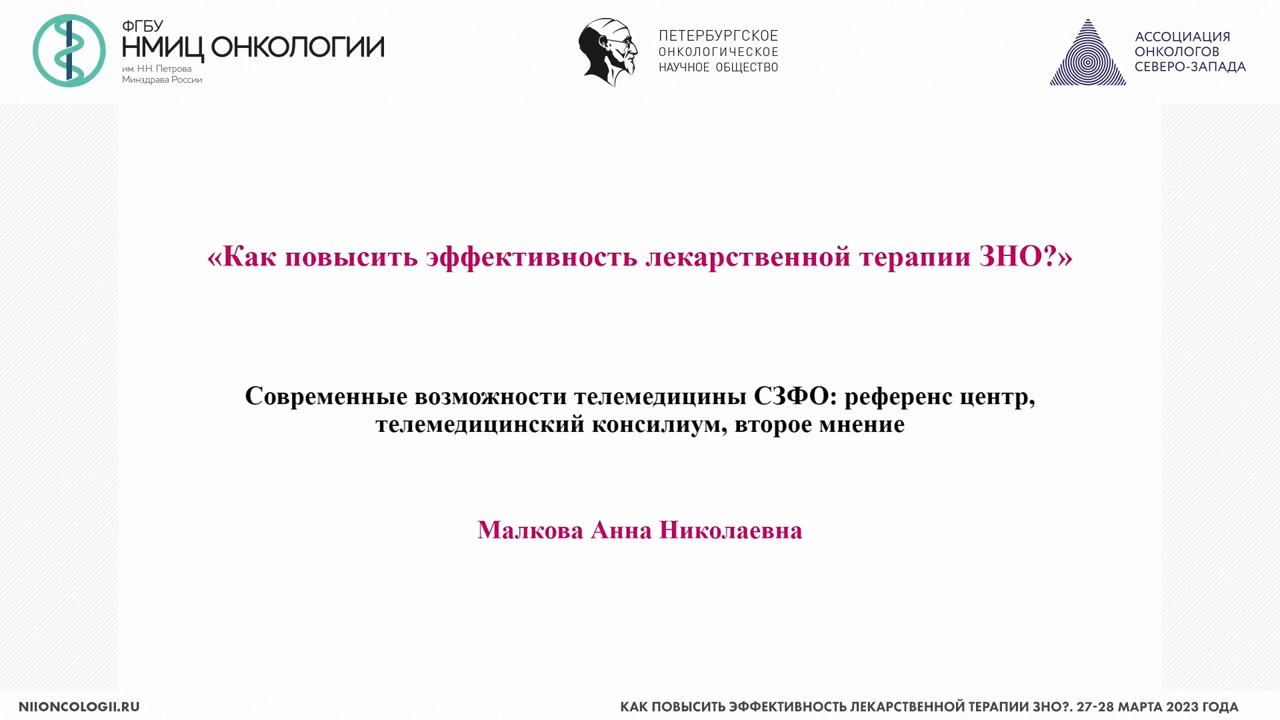 ФГБУ
НМИЦ ОНКОЛОГИИ
им. Н.Н. Петрова
Минздрава России
ПЕТЕРБУРГСКОЕ
ОНКОЛОГИЧЕСКОЕ
НАУЧНОЕ ОБЩЕСТВО
АССОЦИАЦИЯ
ОНКОЛОГОВ
СЕВЕРО-ЗАПАДА
«Как повысить эффективность лекарственной терапии ЗНО?»
Современные возможности телемедицины СЗФО: референс центр,
телемедицинский консилиум, второе мнение
Малкова Анна Николаевна
NIIONCOLOGII.RU
КАК ПОВЫСИТЬ ЭФФЕКТИВНОСТЬ ЛЕКАРСТВЕННОЙ ТЕРАПИИ ЗНО?. 27-28 МАРТА 2023 ГОДА